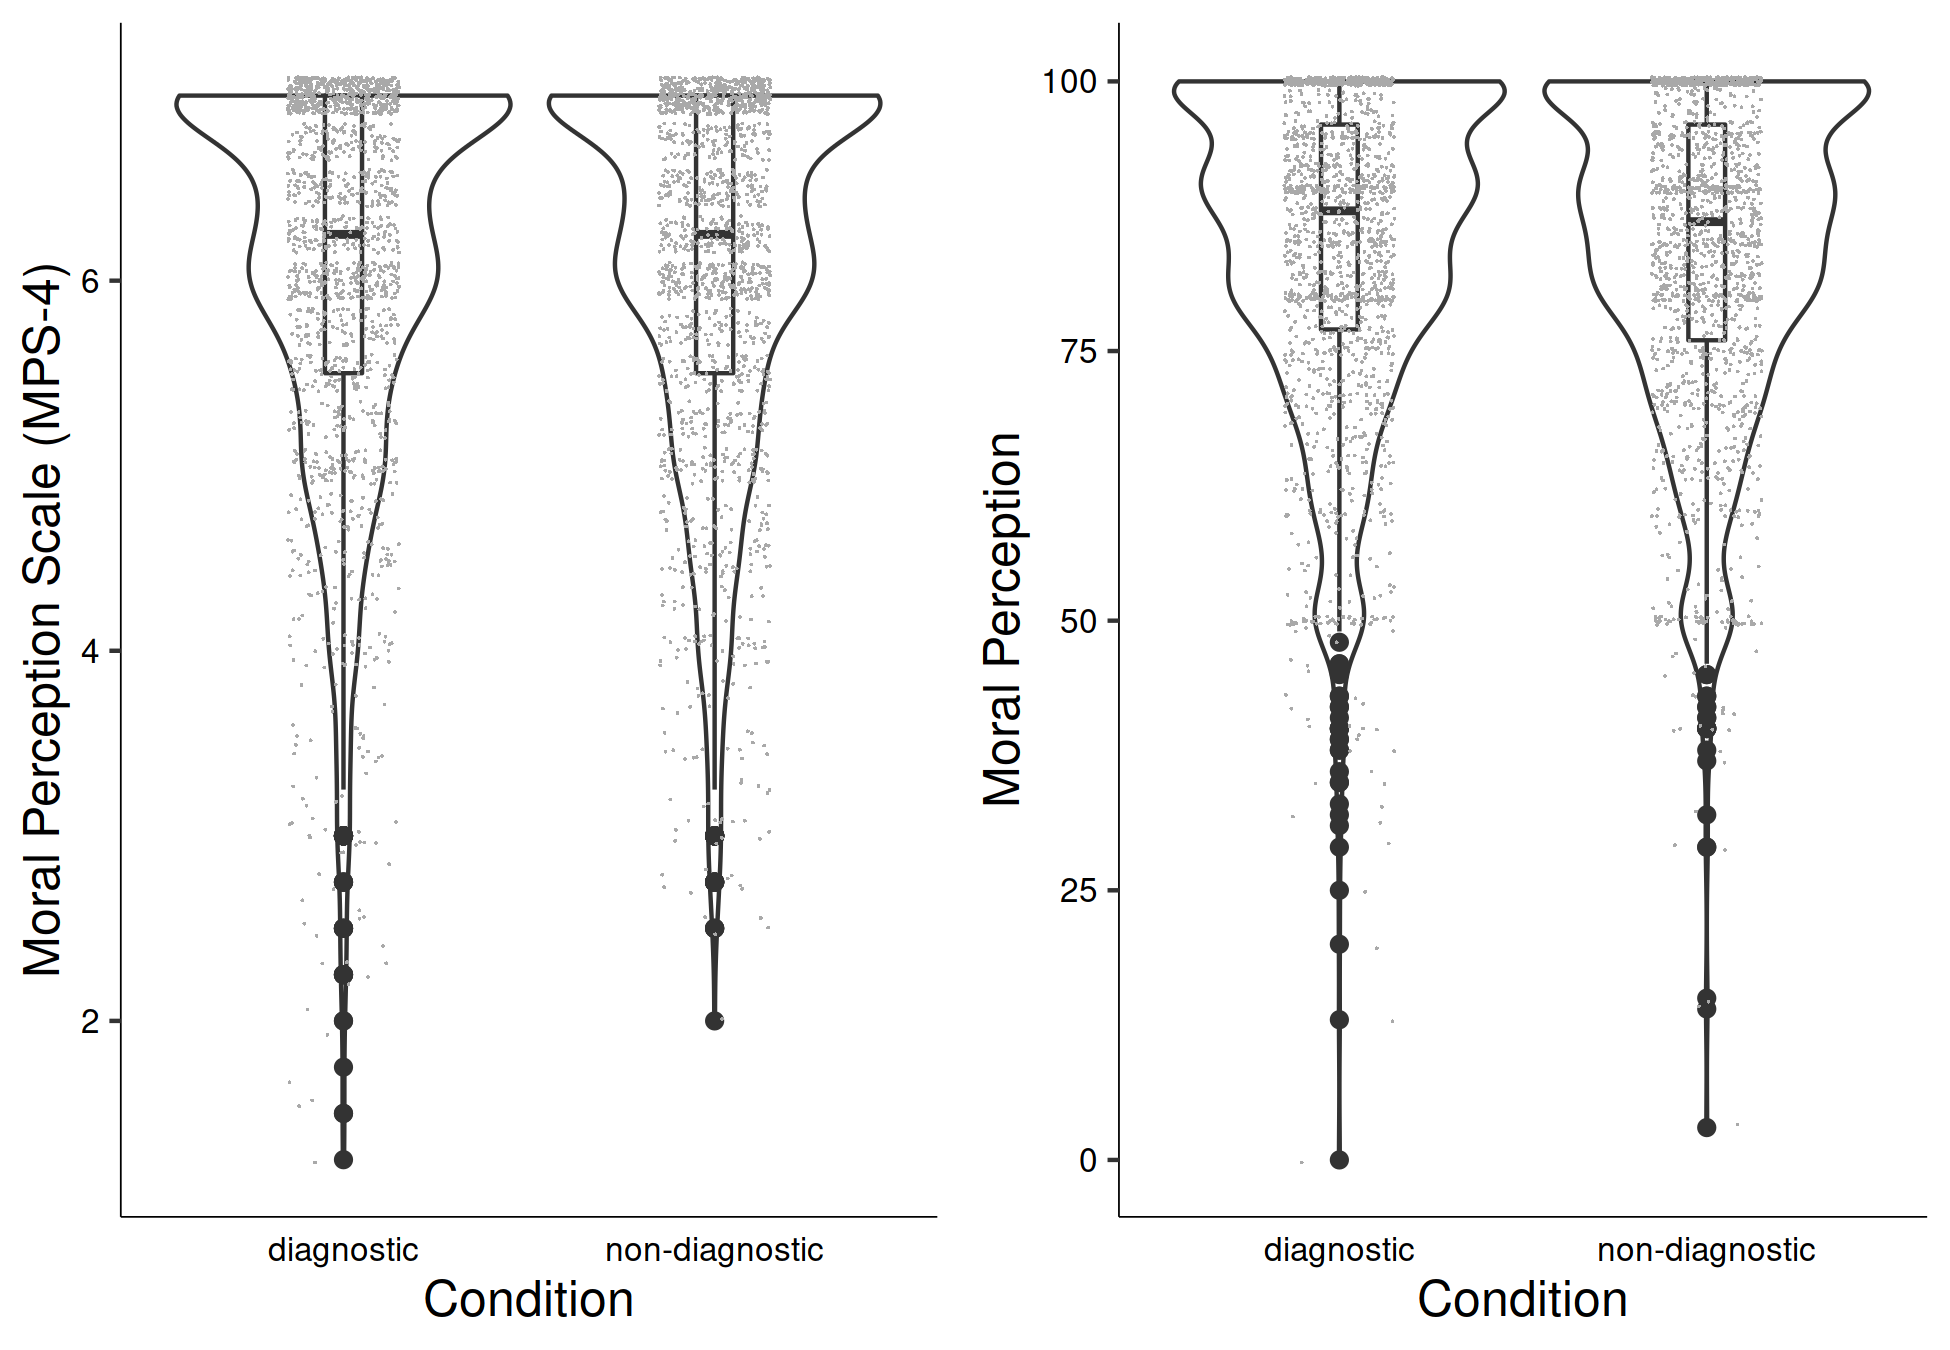 Moral Perception Scale (MPS-4)
6
4
2
diagnostic
non-diagnostic
Condition
Moral Perception
100
75
50
25
0
diagnostic
non-diagnostic
Condition